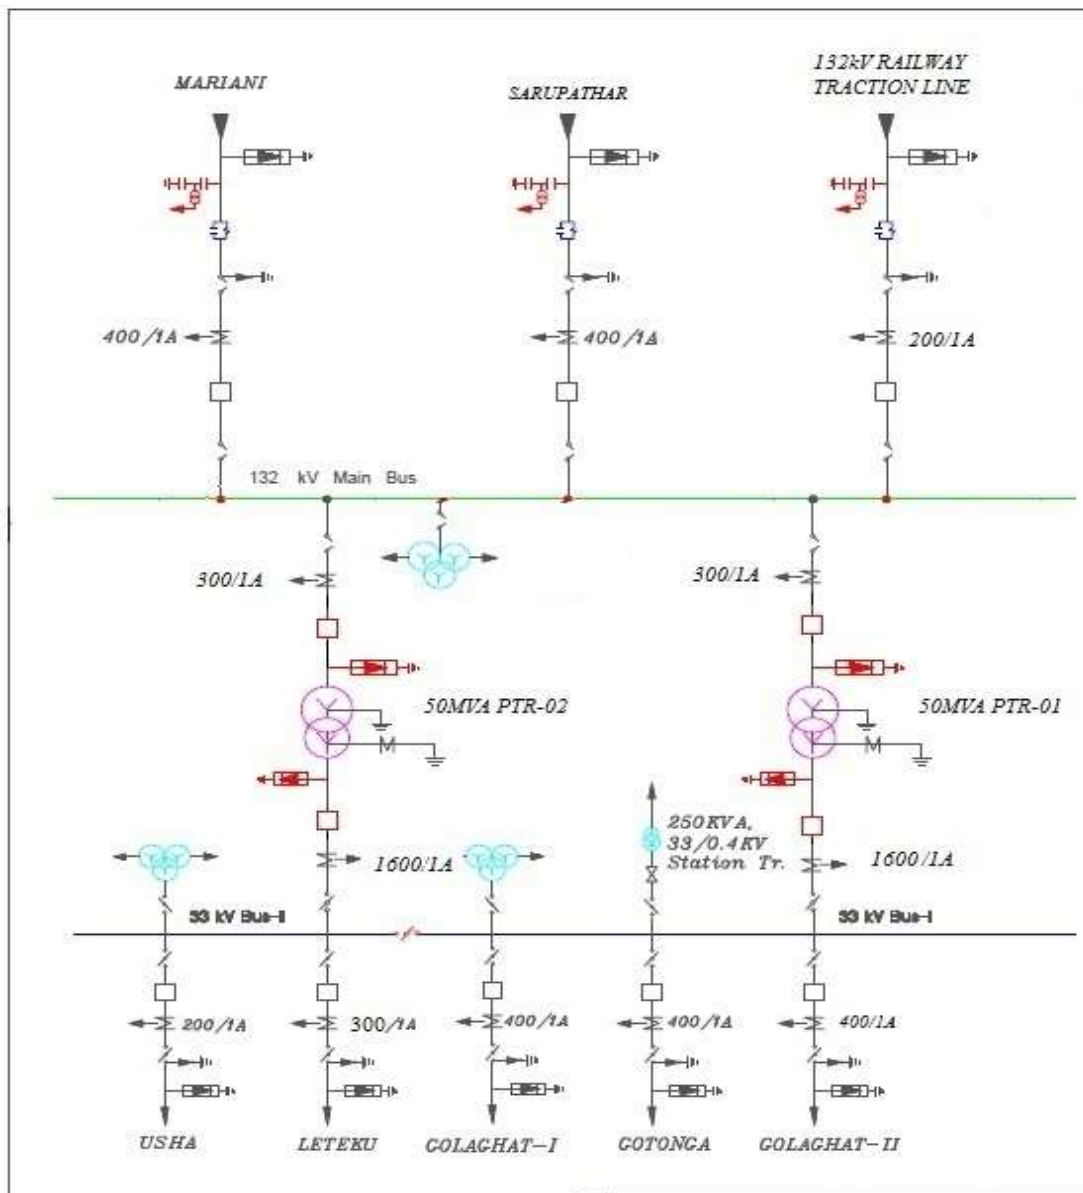 MARIANI
SARUPATHAR
132kV RAILWAY
TRACTION LINE
400/1A
400/1A
200/1A
132 kV Main Bus
300/1A
300/1A
50MVA PTR-02
50MVA PTR-01
250KVA,
33/0.4KV
Station Tr.
1600/1A
1600/1A
33 kV Bus-II
33 kV Bus-I
200/1A
300/1A
400/1A
400/1A
400/1A
USHA
LETEKU
GOLAGHAT-I
GOTONGA
GOLAGHAT-II